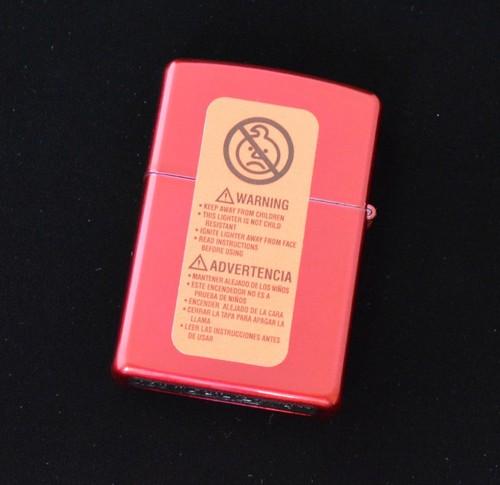 WARNING
• KEEP AWAY FROM CHILDREN
• THIS LIGHTER IS NOT CHILD
RESISTANT
• IGNITE LIGHTER AWAY FROM FACE
• READ INSTRUCTIONS
BEFORE USING
ADVERTENCIA
• MANTENER ALEJADO DE LOS NIÑOS
• ESTE ENCENDEDOR NO ES A
PRUEBA DE NIÑOS
• ENCENDER ALEJADO DE LA CARA
• CERRAR LA TAPA PARA APAGAR LA
LLAMA
• LEER LAS INSTRUCCIONES ANTES
DE USAR